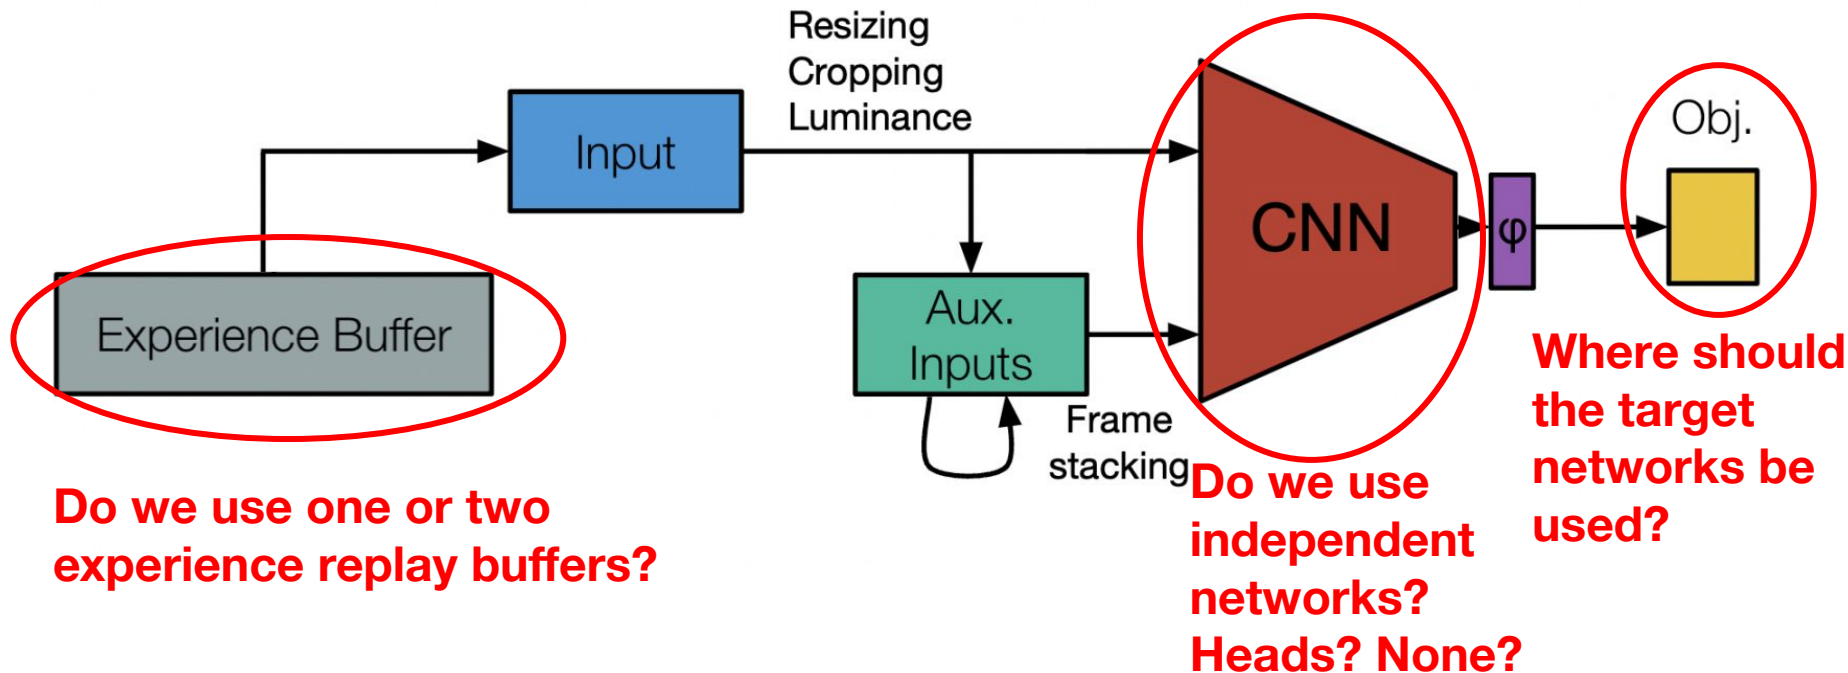 Resizing
Cropping
Luminance
Input
Obj.
CNN
φ
Experience Buffer
Aux.
Inputs
Frame
stacking
Do we use one or two
experience replay buffers?
Do we use
independent
networks?
Heads? None?
Where should
the target
networks be
used?